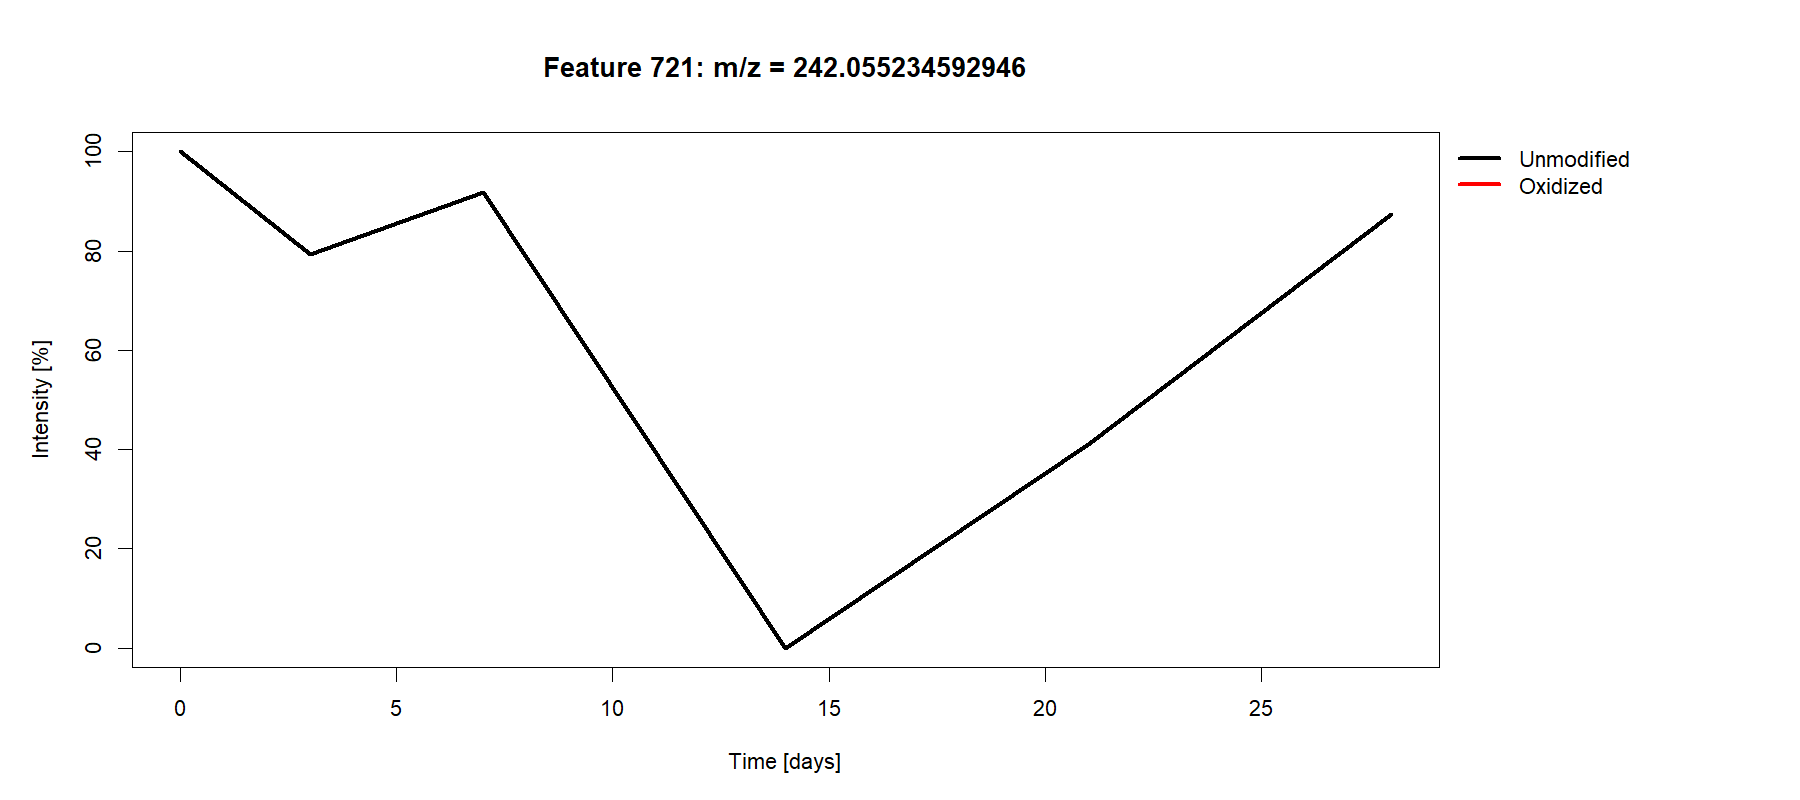 Feature 721: m/z = 242.055234592946
Unmodified
Oxidized
100
80
60
40
20
0
Intensity [%]
0 5 10 15 20 25
Time [days]